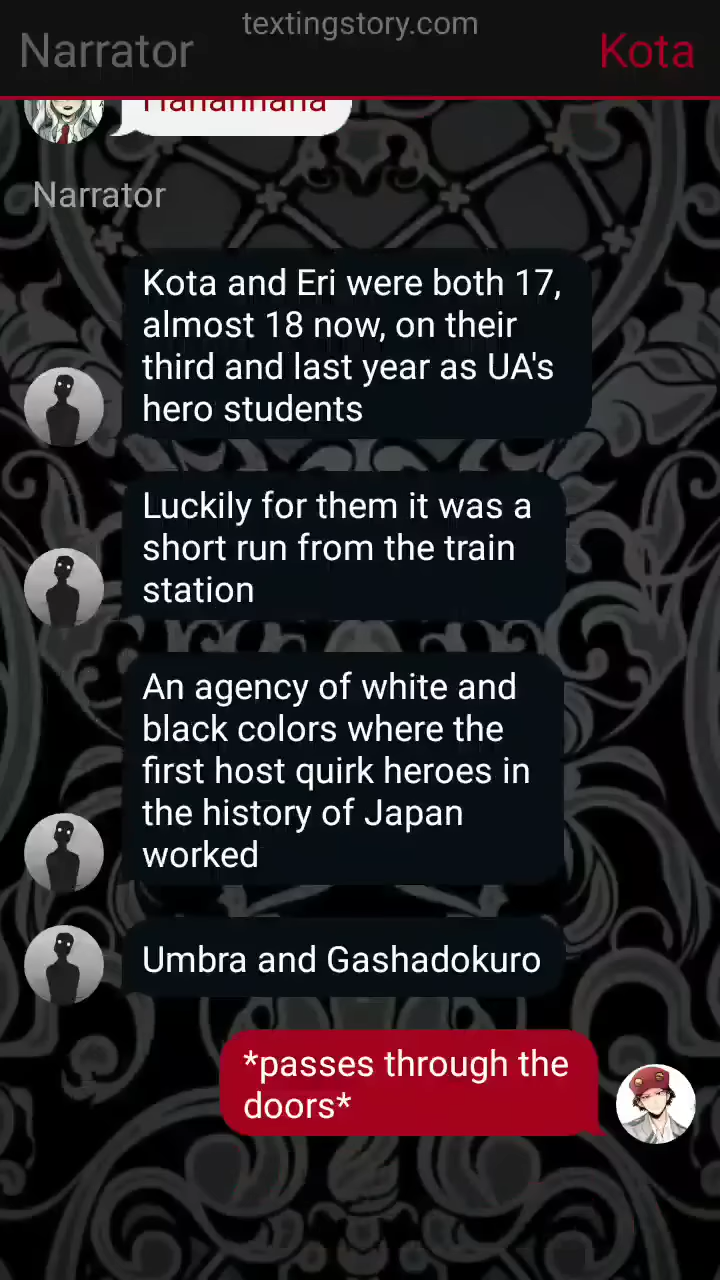 textingstory.com
Narrator
Kota
Narrator
Kota and Eri were both 17,
almost 18 now, on their
third and last year as UA's
hero students
Luckily for them it was a
short run from the train
station
An agency of white and
black colors where the
first host quirk heroes in
the history of Japan
worked
Umbra and Gashadokuro
*passes through the
doors*